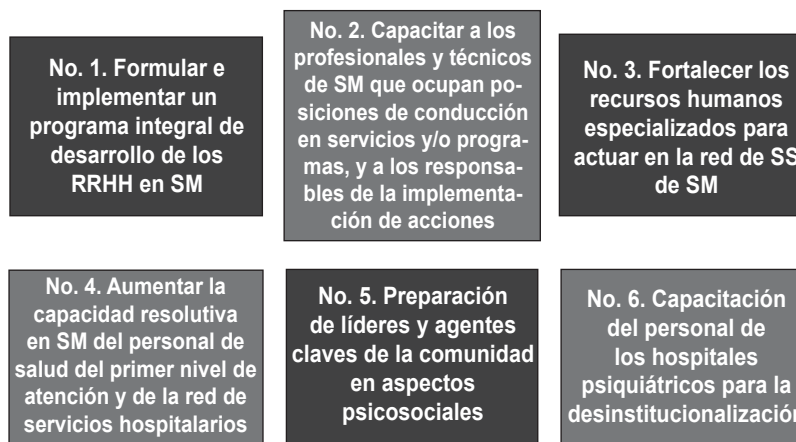 No. 1. Formular e
implementar un
programa integral de
desarrollo de los
RRHH en SM
No. 2. Capacitar a los
profesionales y técnicos
de SM que ocupan po-
siciones de conducción
en servicios y/o progra-
mas, y a los responsa-
bles de la implementa-
ción de acciones
No. 3. Fortalecer los
recursos humanos
especializados para
actuar en la red de SS
de SM
No. 4. Aumentar la
capacidad resolutiva
en SM del personal de
salud del primer nivel de
atención y de la red de
servicios hospitalarios
No. 5. Preparación
de líderes y agentes
claves de la comunidad
en aspectos
psicosociales
No. 6. Capacitación
del personal de
los hospitales
psiquiátricos para la
desinstitucionalización